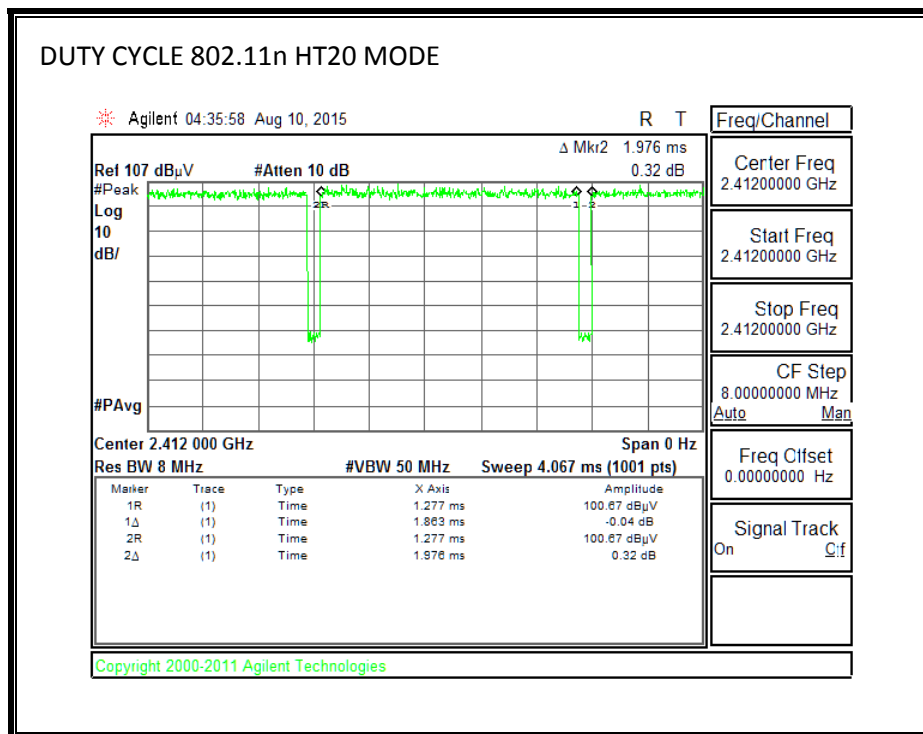 DUTY CYCLE 802.11n HT20 MODE
Agilent 04:35:58 Aug 10, 2015 R T
Freq/Channel
Δ Mkr2 1.976 ms
Ref 107 dBµV #Atten 10 dB 0.32 dB
#Peak
Log
10
dB/
2R
1
2
#PAvg
Center 2.412 000 GHz Span 0 Hz
Res BW 8 MHz #VBW 50 MHz Sweep 4.067 ms (1001 pts)
Marker Trace Type X Axis Amplitude
1R (1) Time 1.277 ms 100.67 dBµV
1Δ (1) Time 1.863 ms -0.04 dB
2R (1) Time 1.277 ms 100.67 dBµV
2Δ (1) Time 1.976 ms 0.32 dB
Center Freq
2.41200000 GHz
Start Freq
2.41200000 GHz
Stop Freq
2.41200000 GHz
CF Step
8.00000000 MHz
Auto Man
Freq Offset
0.00000000 Hz
Signal Track
On Off
Copyright 2000-2011 Agilent Technologies